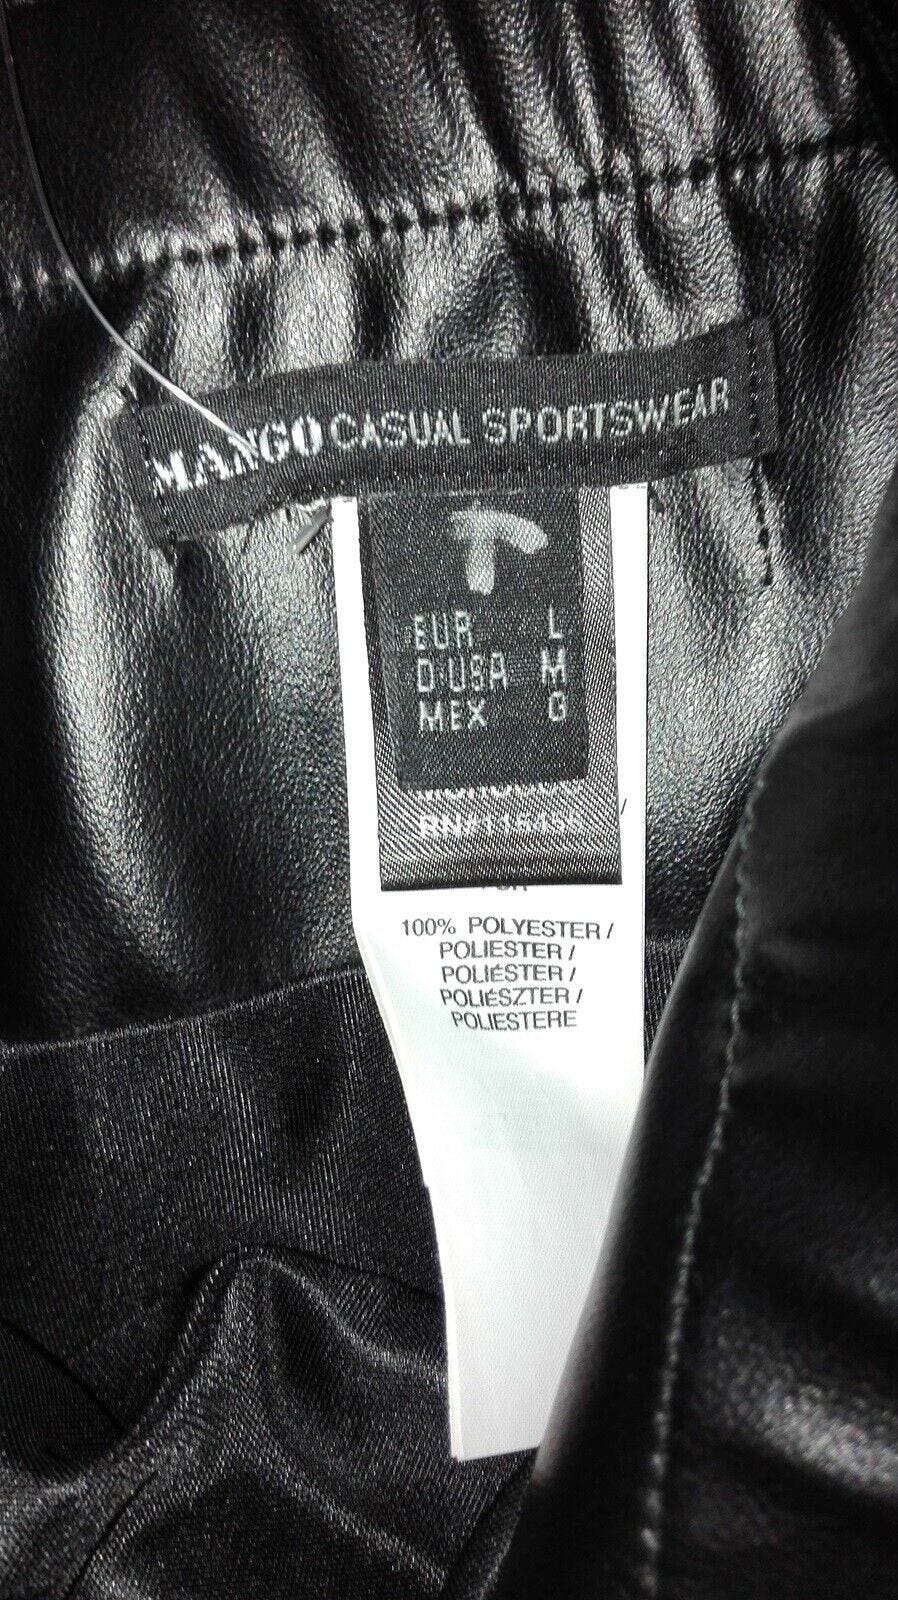 MANGO CASUAL SPORTSWEAR
EUR L
D·USA M
MEX G
100% POLYESTER /
POLIESTER /
POLIÉSTER /
POLIÉSZTER /
POLIESTERE